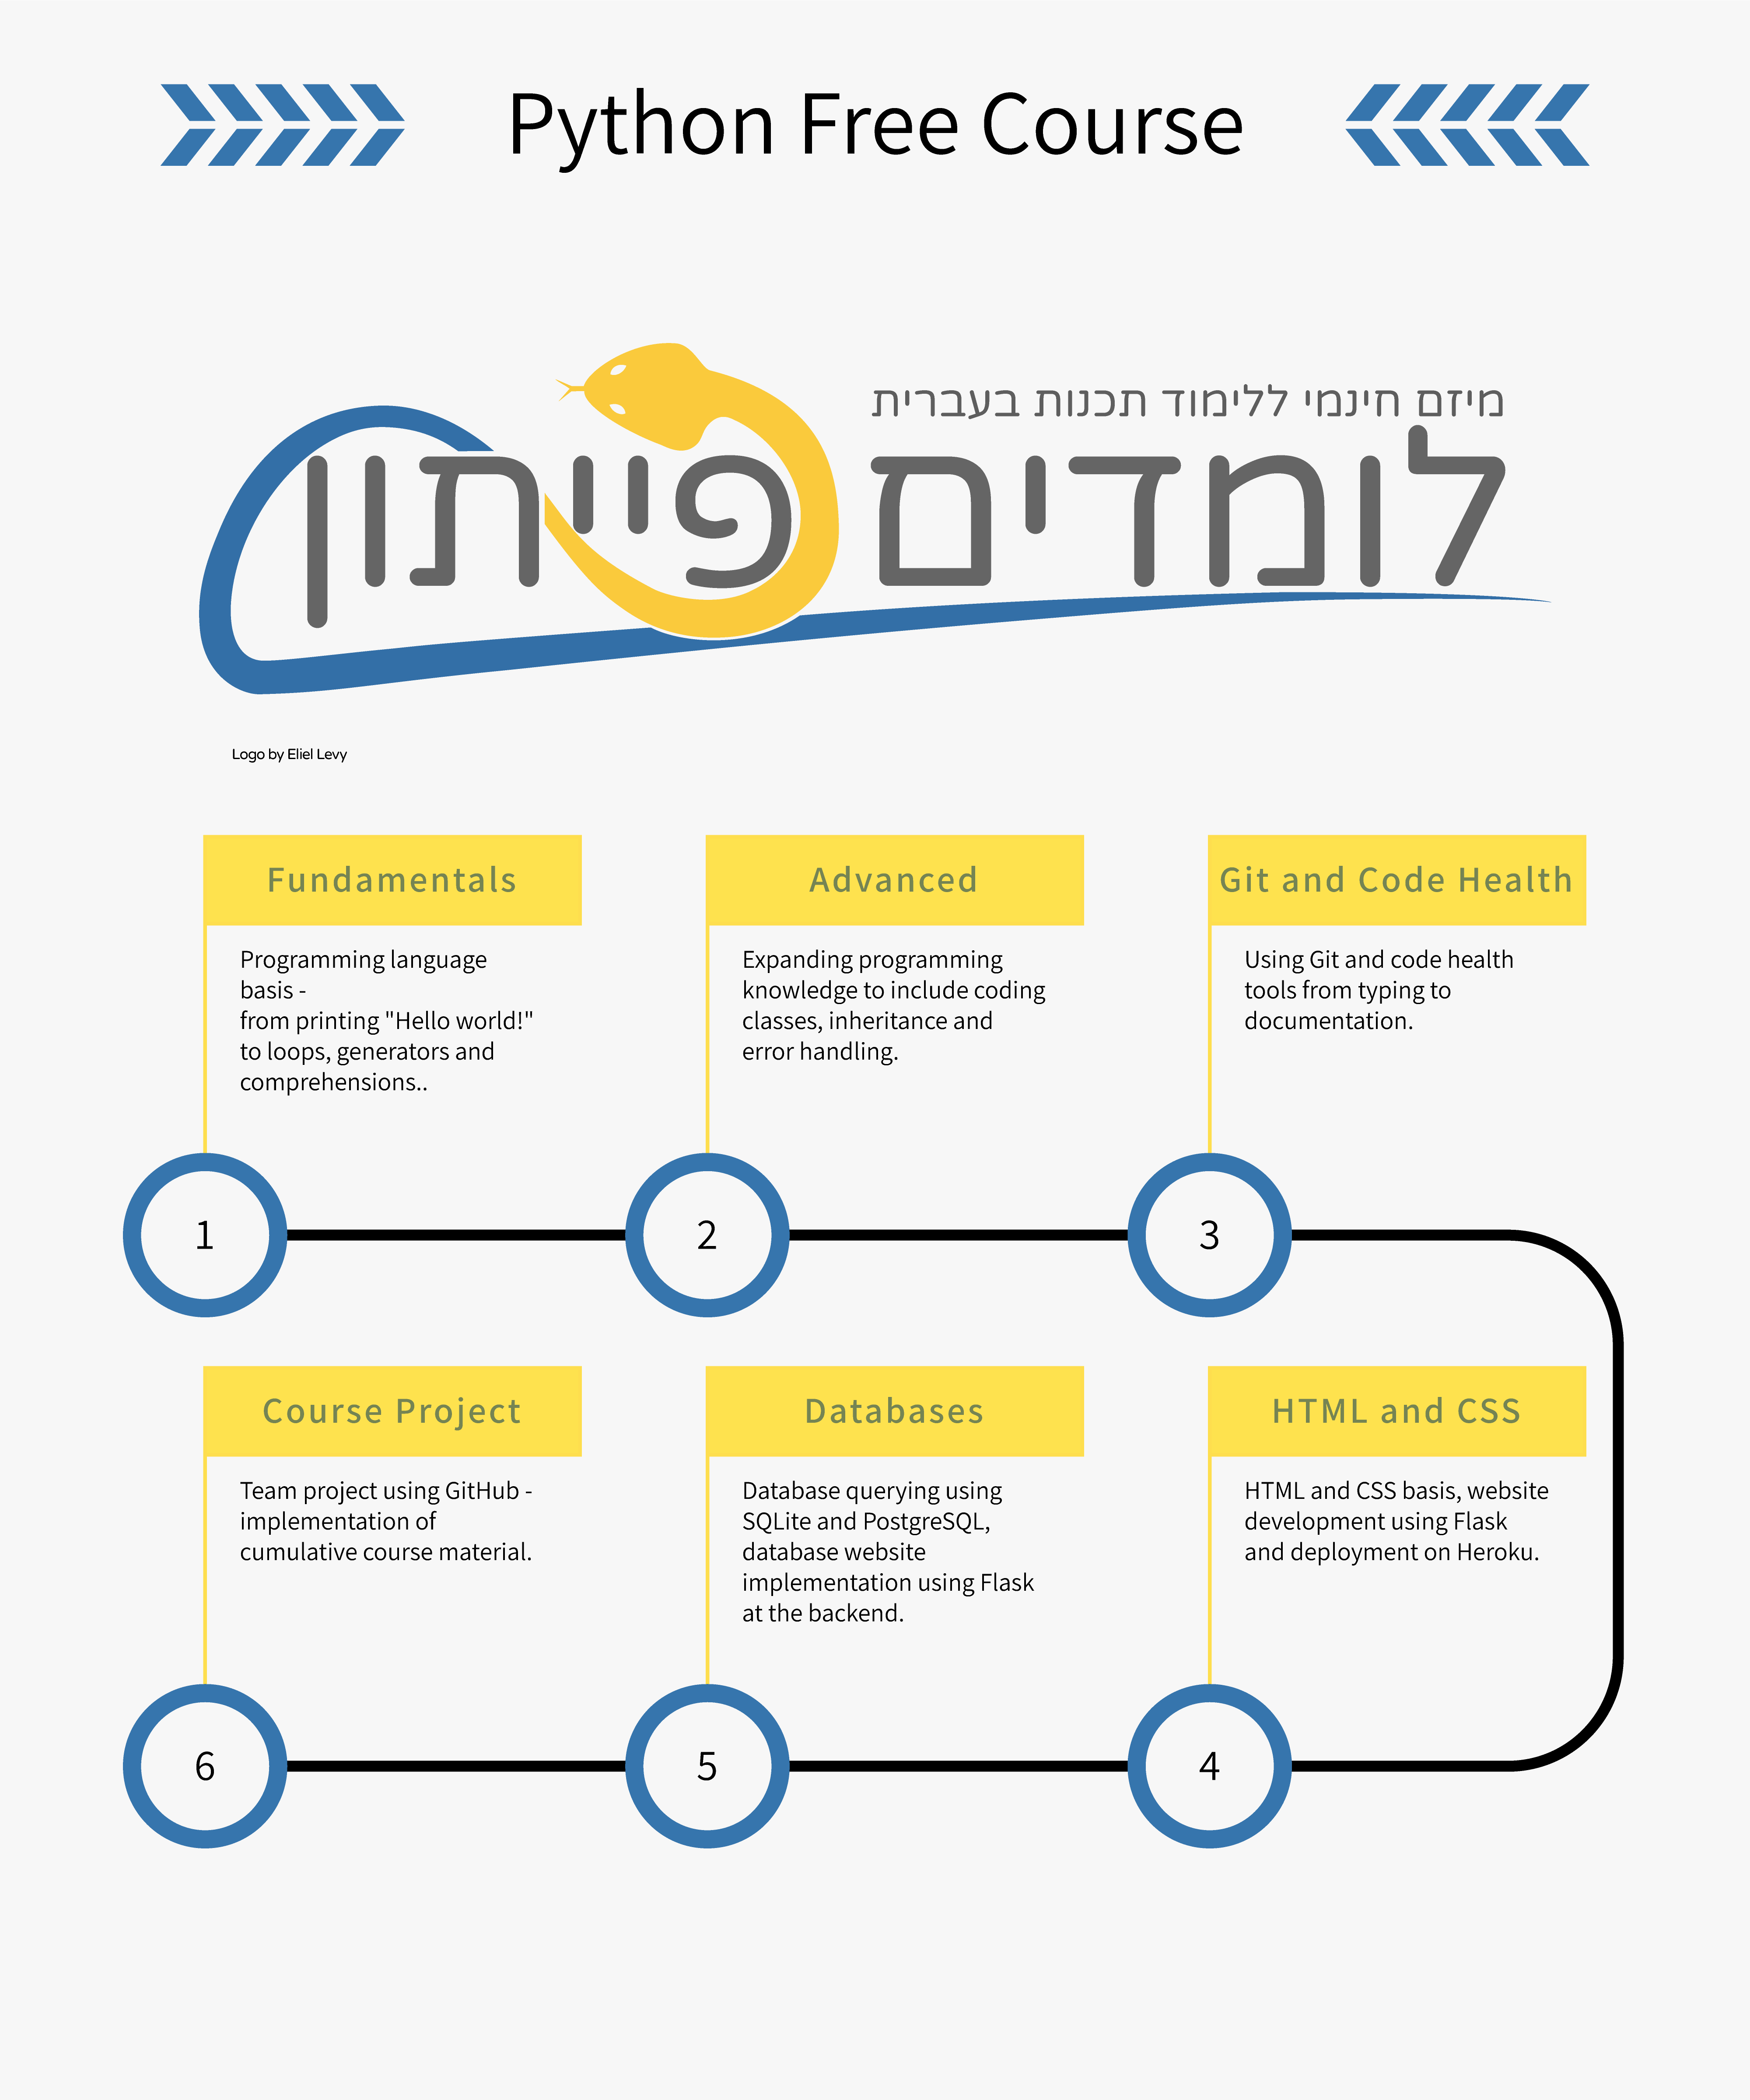 Python Free Course
מיזם חינמי ללימוד תכנות בעברית
לומדים פייתון
Logo by Eliel Levy
Fundamentals
Programming language
basis -
from printing "Hello world!"
to loops, generators and
comprehensions..
1
Advanced
Expanding programming
knowledge to include coding
classes, inheritance and
error handling.
2
Git and Code Health
Using Git and code health
tools from typing to
documentation.
3
HTML and CSS
HTML and CSS basis, website
development using Flask
and deployment on Heroku.
4
Databases
Database querying using
SQLite and PostgreSQL,
database website
implementation using Flask
at the backend.
5
Course Project
Team project using GitHub -
implementation of
cumulative course material.
6